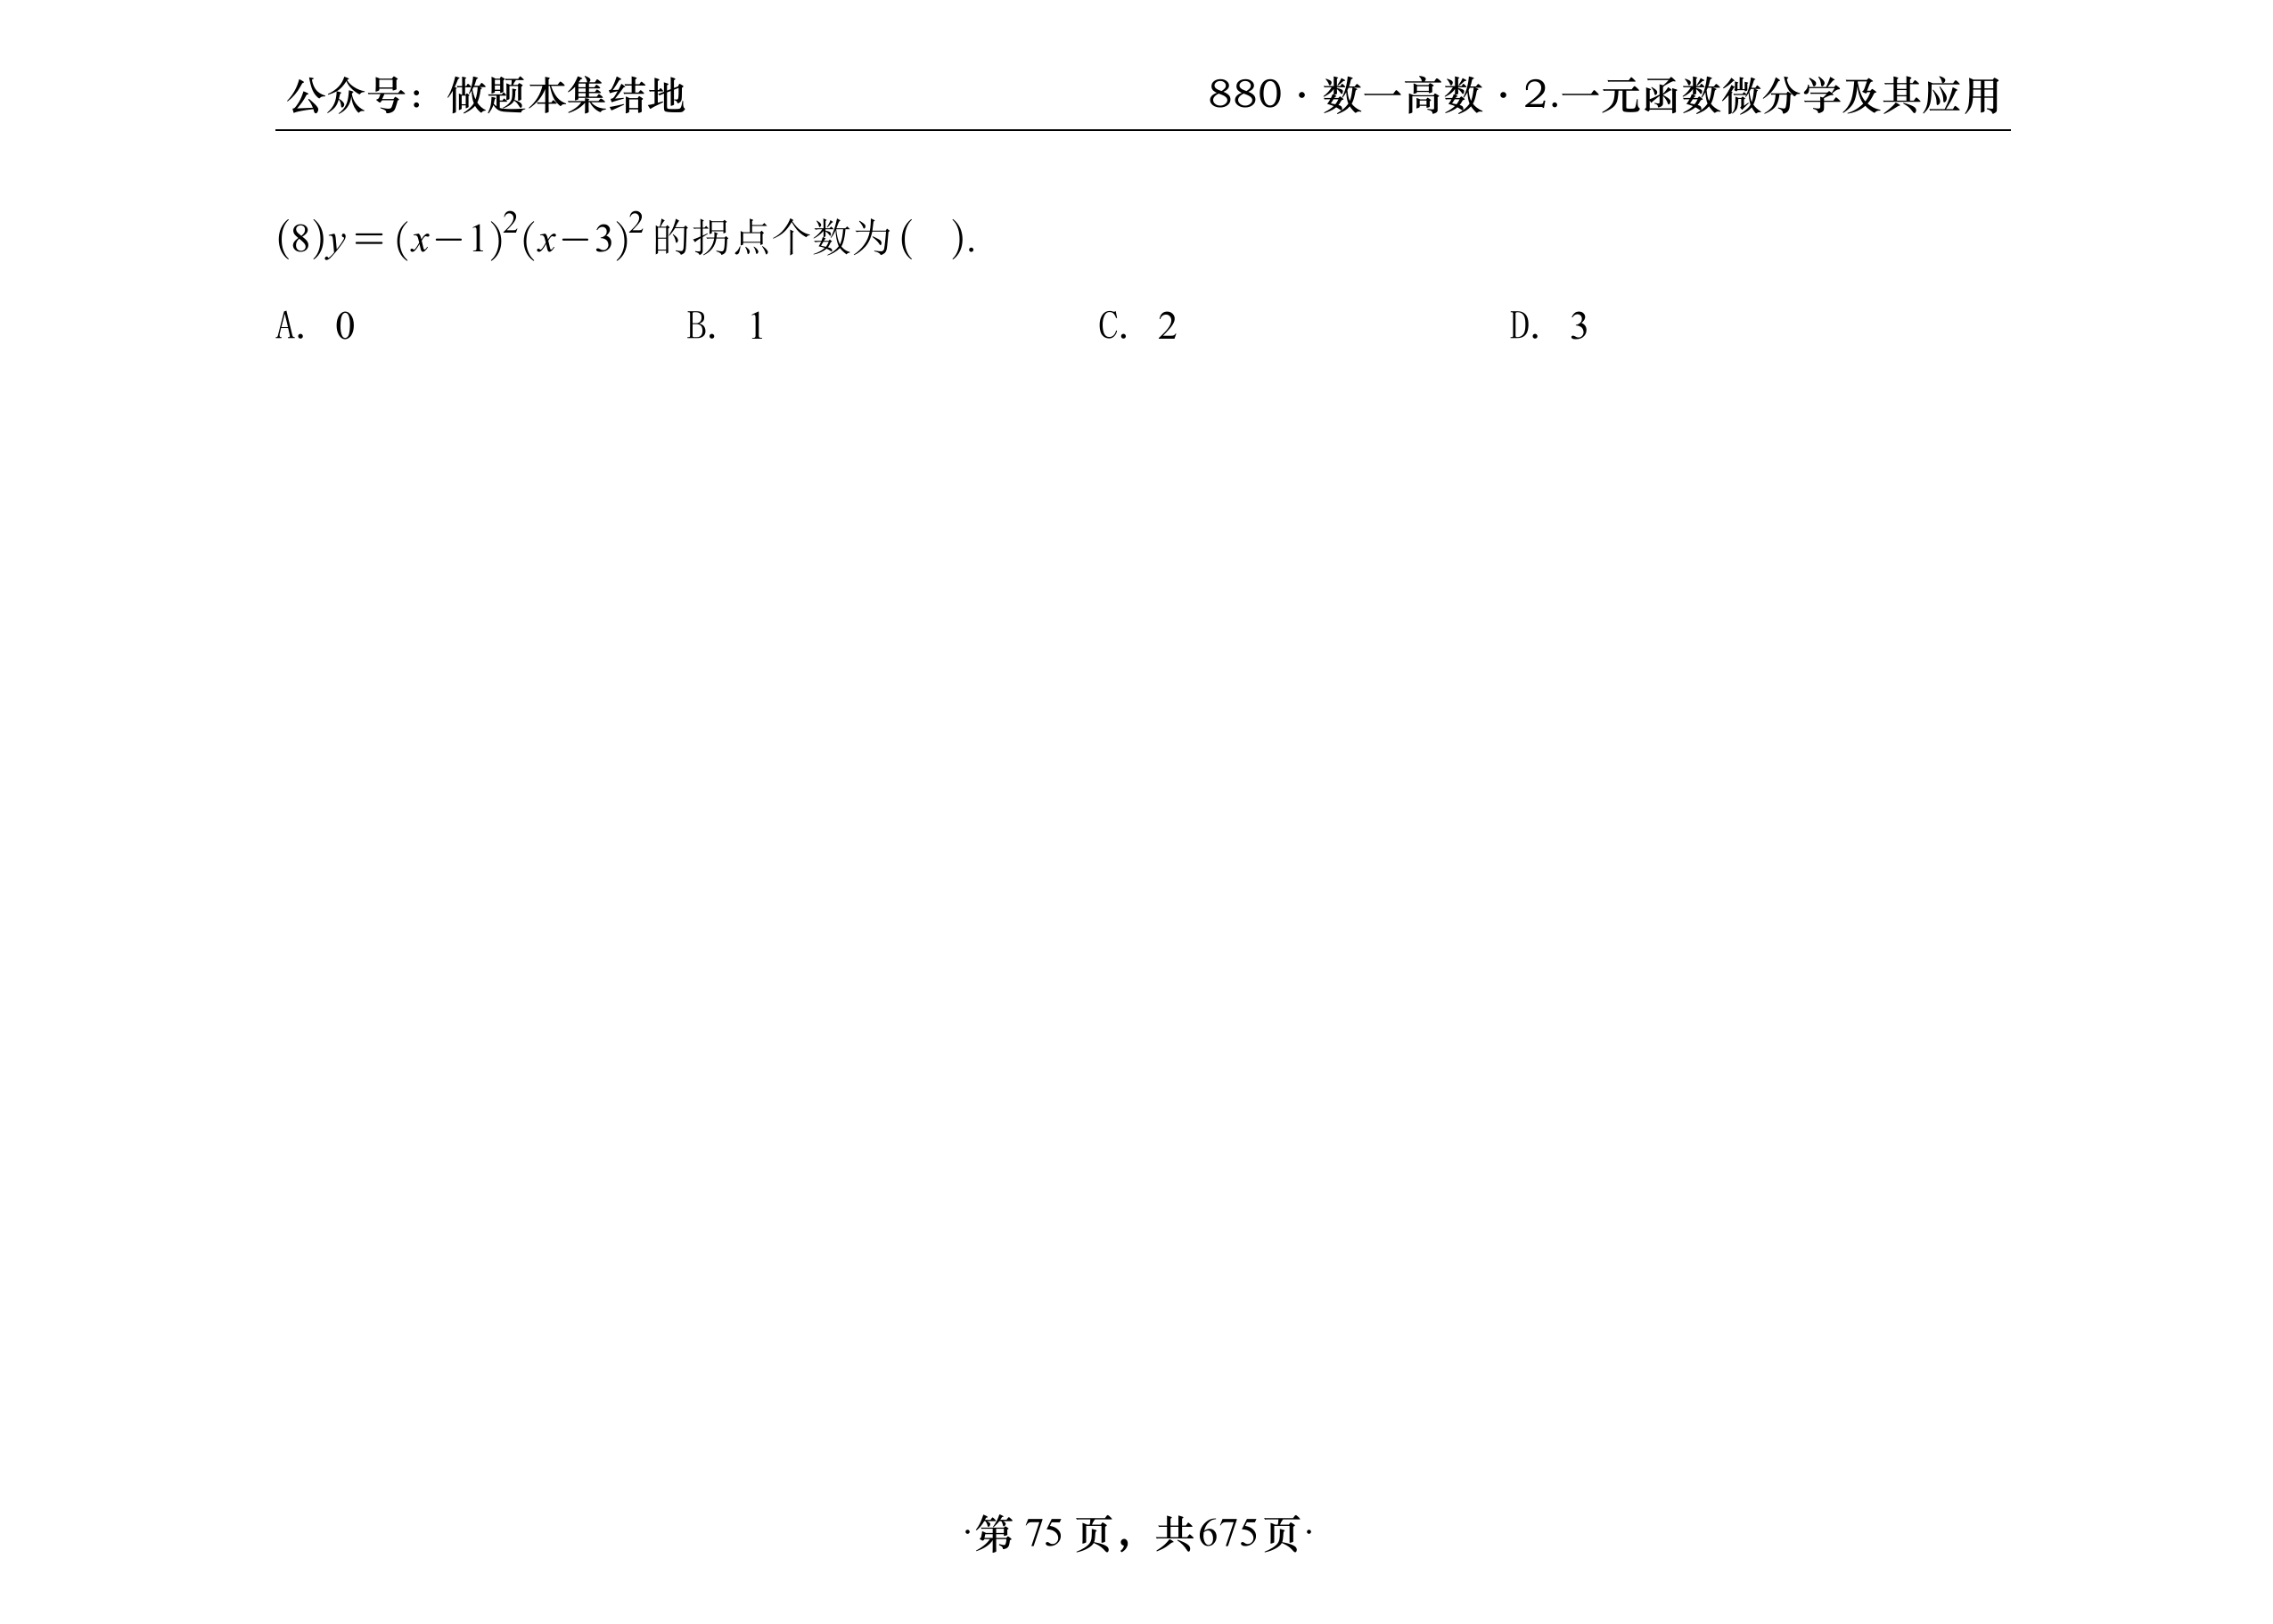 公众号：做题本集结地 880·数一高数·2.一元函数微分学及其应用
(8)y=(x−1)²(x−3)²的拐点个数为( ).
A. 0 B. 1 C. 2 D. 3
·第 75 页，共675页·